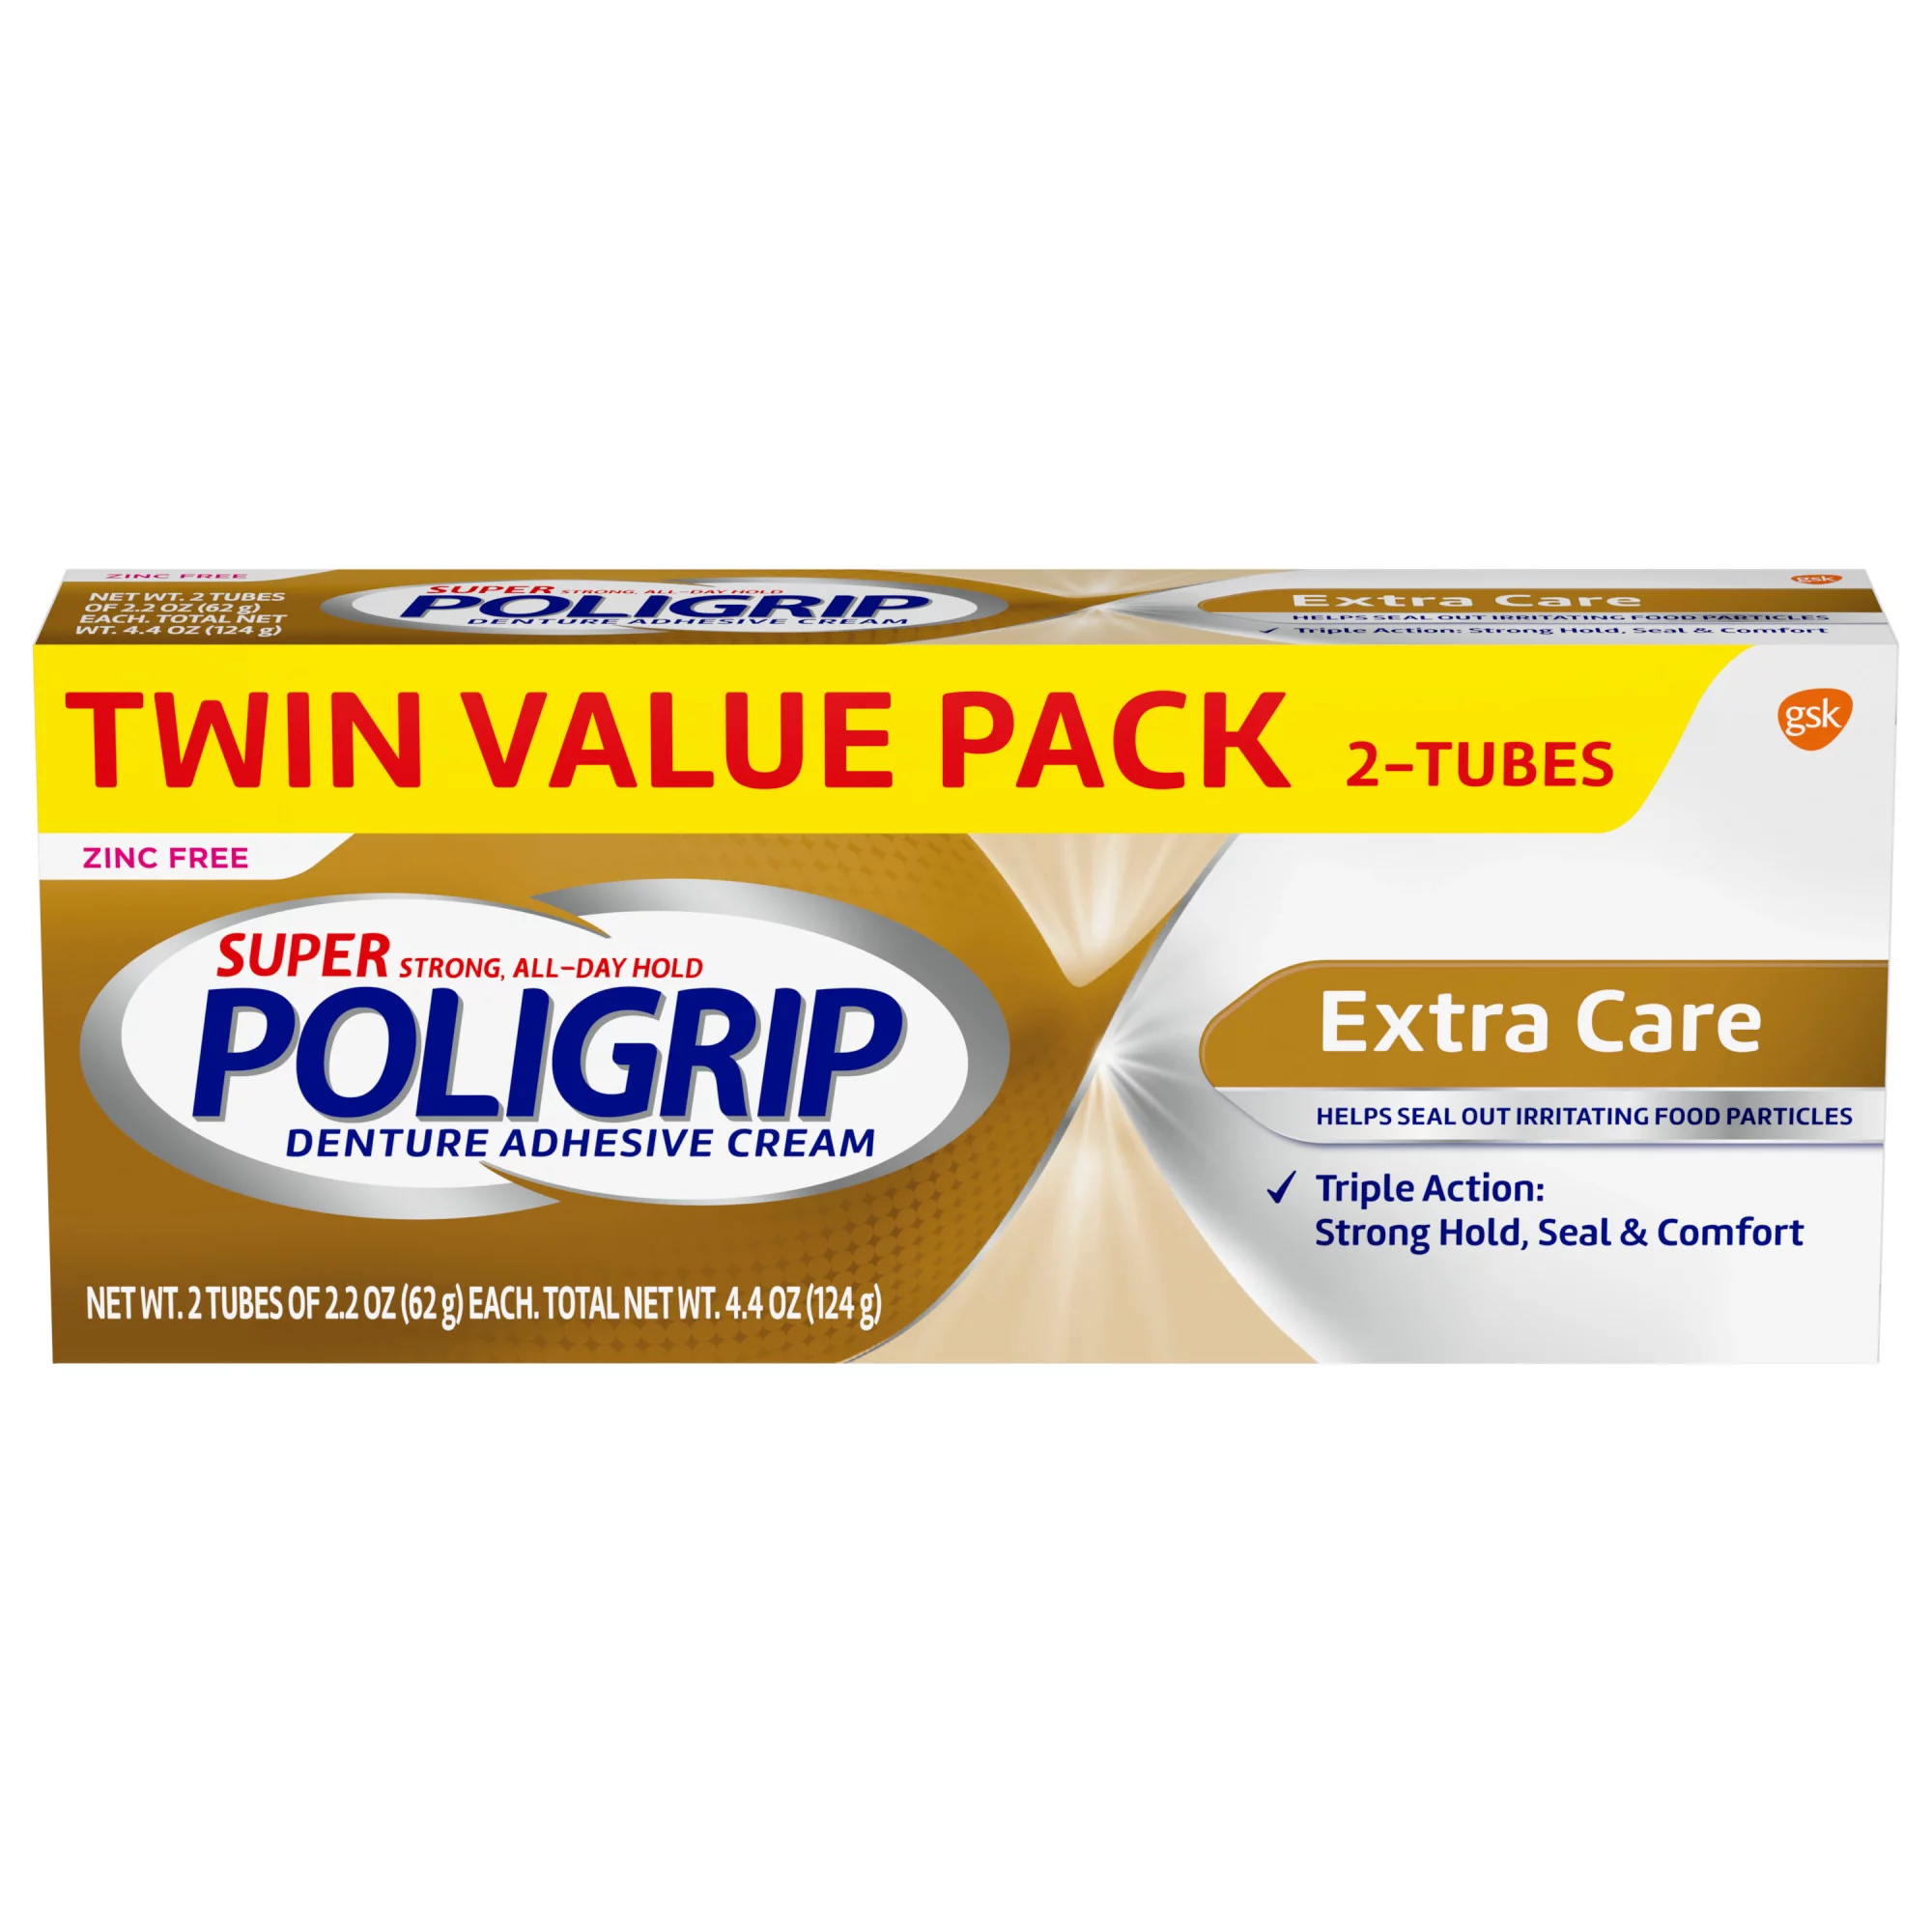 ZINC FREE
NET WT. 2 TUBES
OF 2.2 OZ (62 g)
EACH. TOTAL NET
WT. 4.4 OZ (124 g)
SUPER STRONG, ALL-DAY HOLD
POLIGRIP
DENTURE ADHESIVE CREAM
gsk
Extra Care
HELPS SEAL OUT IRRITATING FOOD PARTICLES
✓ Triple Action: Strong Hold, Seal & Comfort
TWIN VALUE PACK 2-TUBES
gsk
ZINC FREE
SUPER STRONG, ALL-DAY HOLD
POLIGRIP
DENTURE ADHESIVE CREAM
NET WT. 2 TUBES OF 2.2 OZ (62 g) EACH. TOTAL NET WT. 4.4 OZ (124 g)
Extra Care
HELPS SEAL OUT IRRITATING FOOD PARTICLES
✓ Triple Action:
Strong Hold, Seal & Comfort